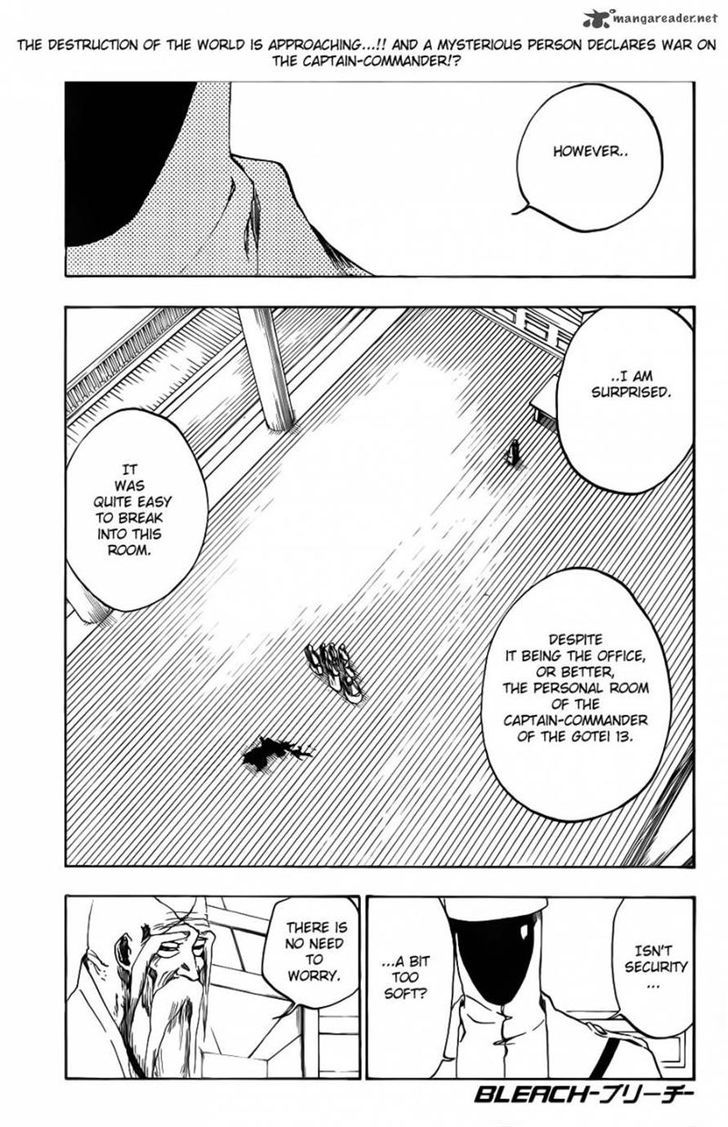 mangareader.net
THE DESTRUCTION OF THE WORLD IS APPROACHING...!! AND A MYSTERIOUS PERSON DECLARES WAR ON
THE CAPTAIN-COMMANDER!?
HOWEVER..
..I AM
SURPRISED.
IT
WAS
QUITE EASY
TO BREAK
INTO THIS
ROOM.
DESPITE
IT BEING THE OFFICE,
OR BETTER,
THE PERSONAL ROOM
OF THE
CAPTAIN-COMMANDER
OF THE GOTEI 13.
ISN'T
SECURITY
...
...A BIT
TOO
SOFT?
THERE IS
NO NEED
TO
WORRY.
BLEACH-ブリーチ-